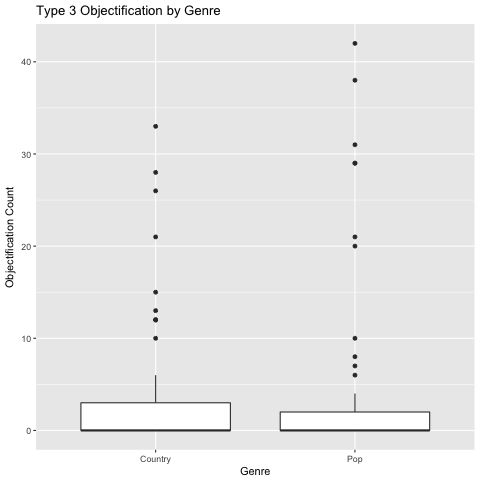 Type 3 Objectification by Genre
Objectification Count
40
30
20
10
0
Country
Pop
Genre